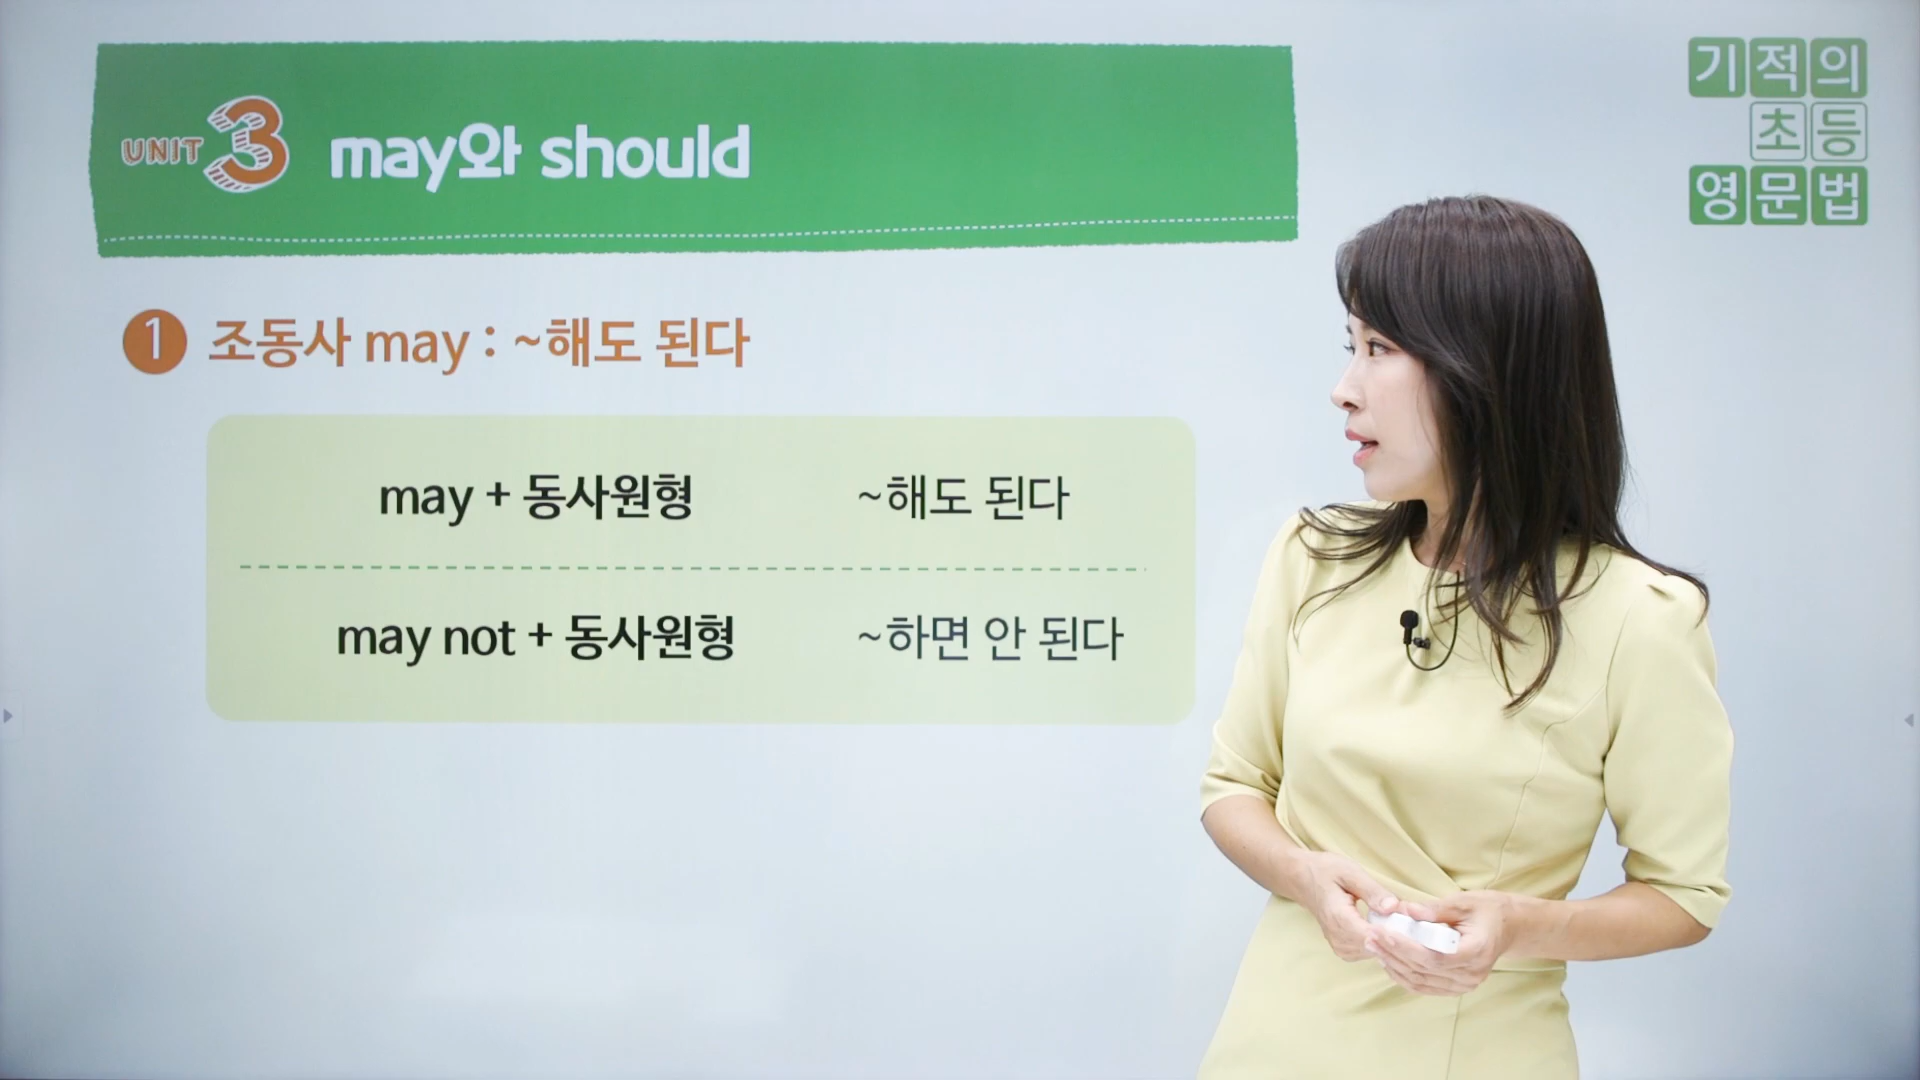 UNIT 3 may와 should
기적의
초등
영문법
1 조동사 may : ~해도 된다
may + 동사원형 ~해도 된다
may not + 동사원형 ~하면 안 된다